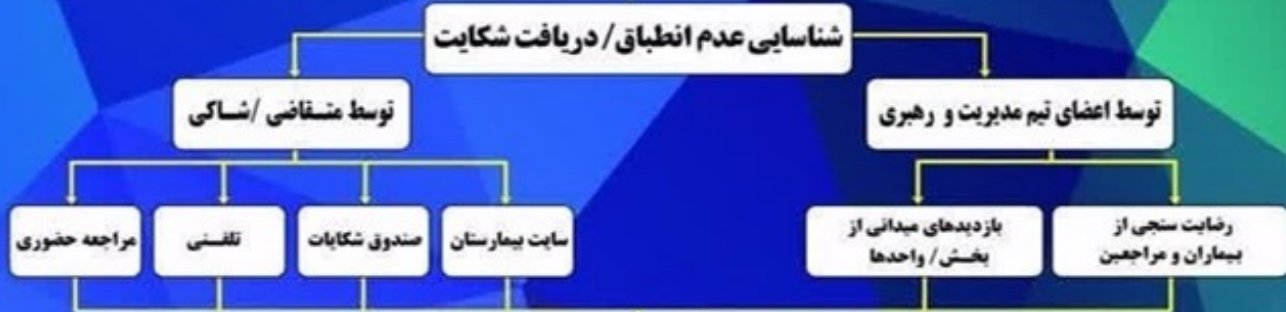 شناسایی عدم انطباق/ دریافت شکایت
توسط اعضای تیم مدیریت و رهبری
توسط متقاضی /شاکی
رضایت سنجی از
بیماران و مراجعین
بازدیدهای میدانی از
بخش/ واحدها
سایت بیمارستان
صندوق شکایات
تلفنی
مراجعه حضوری